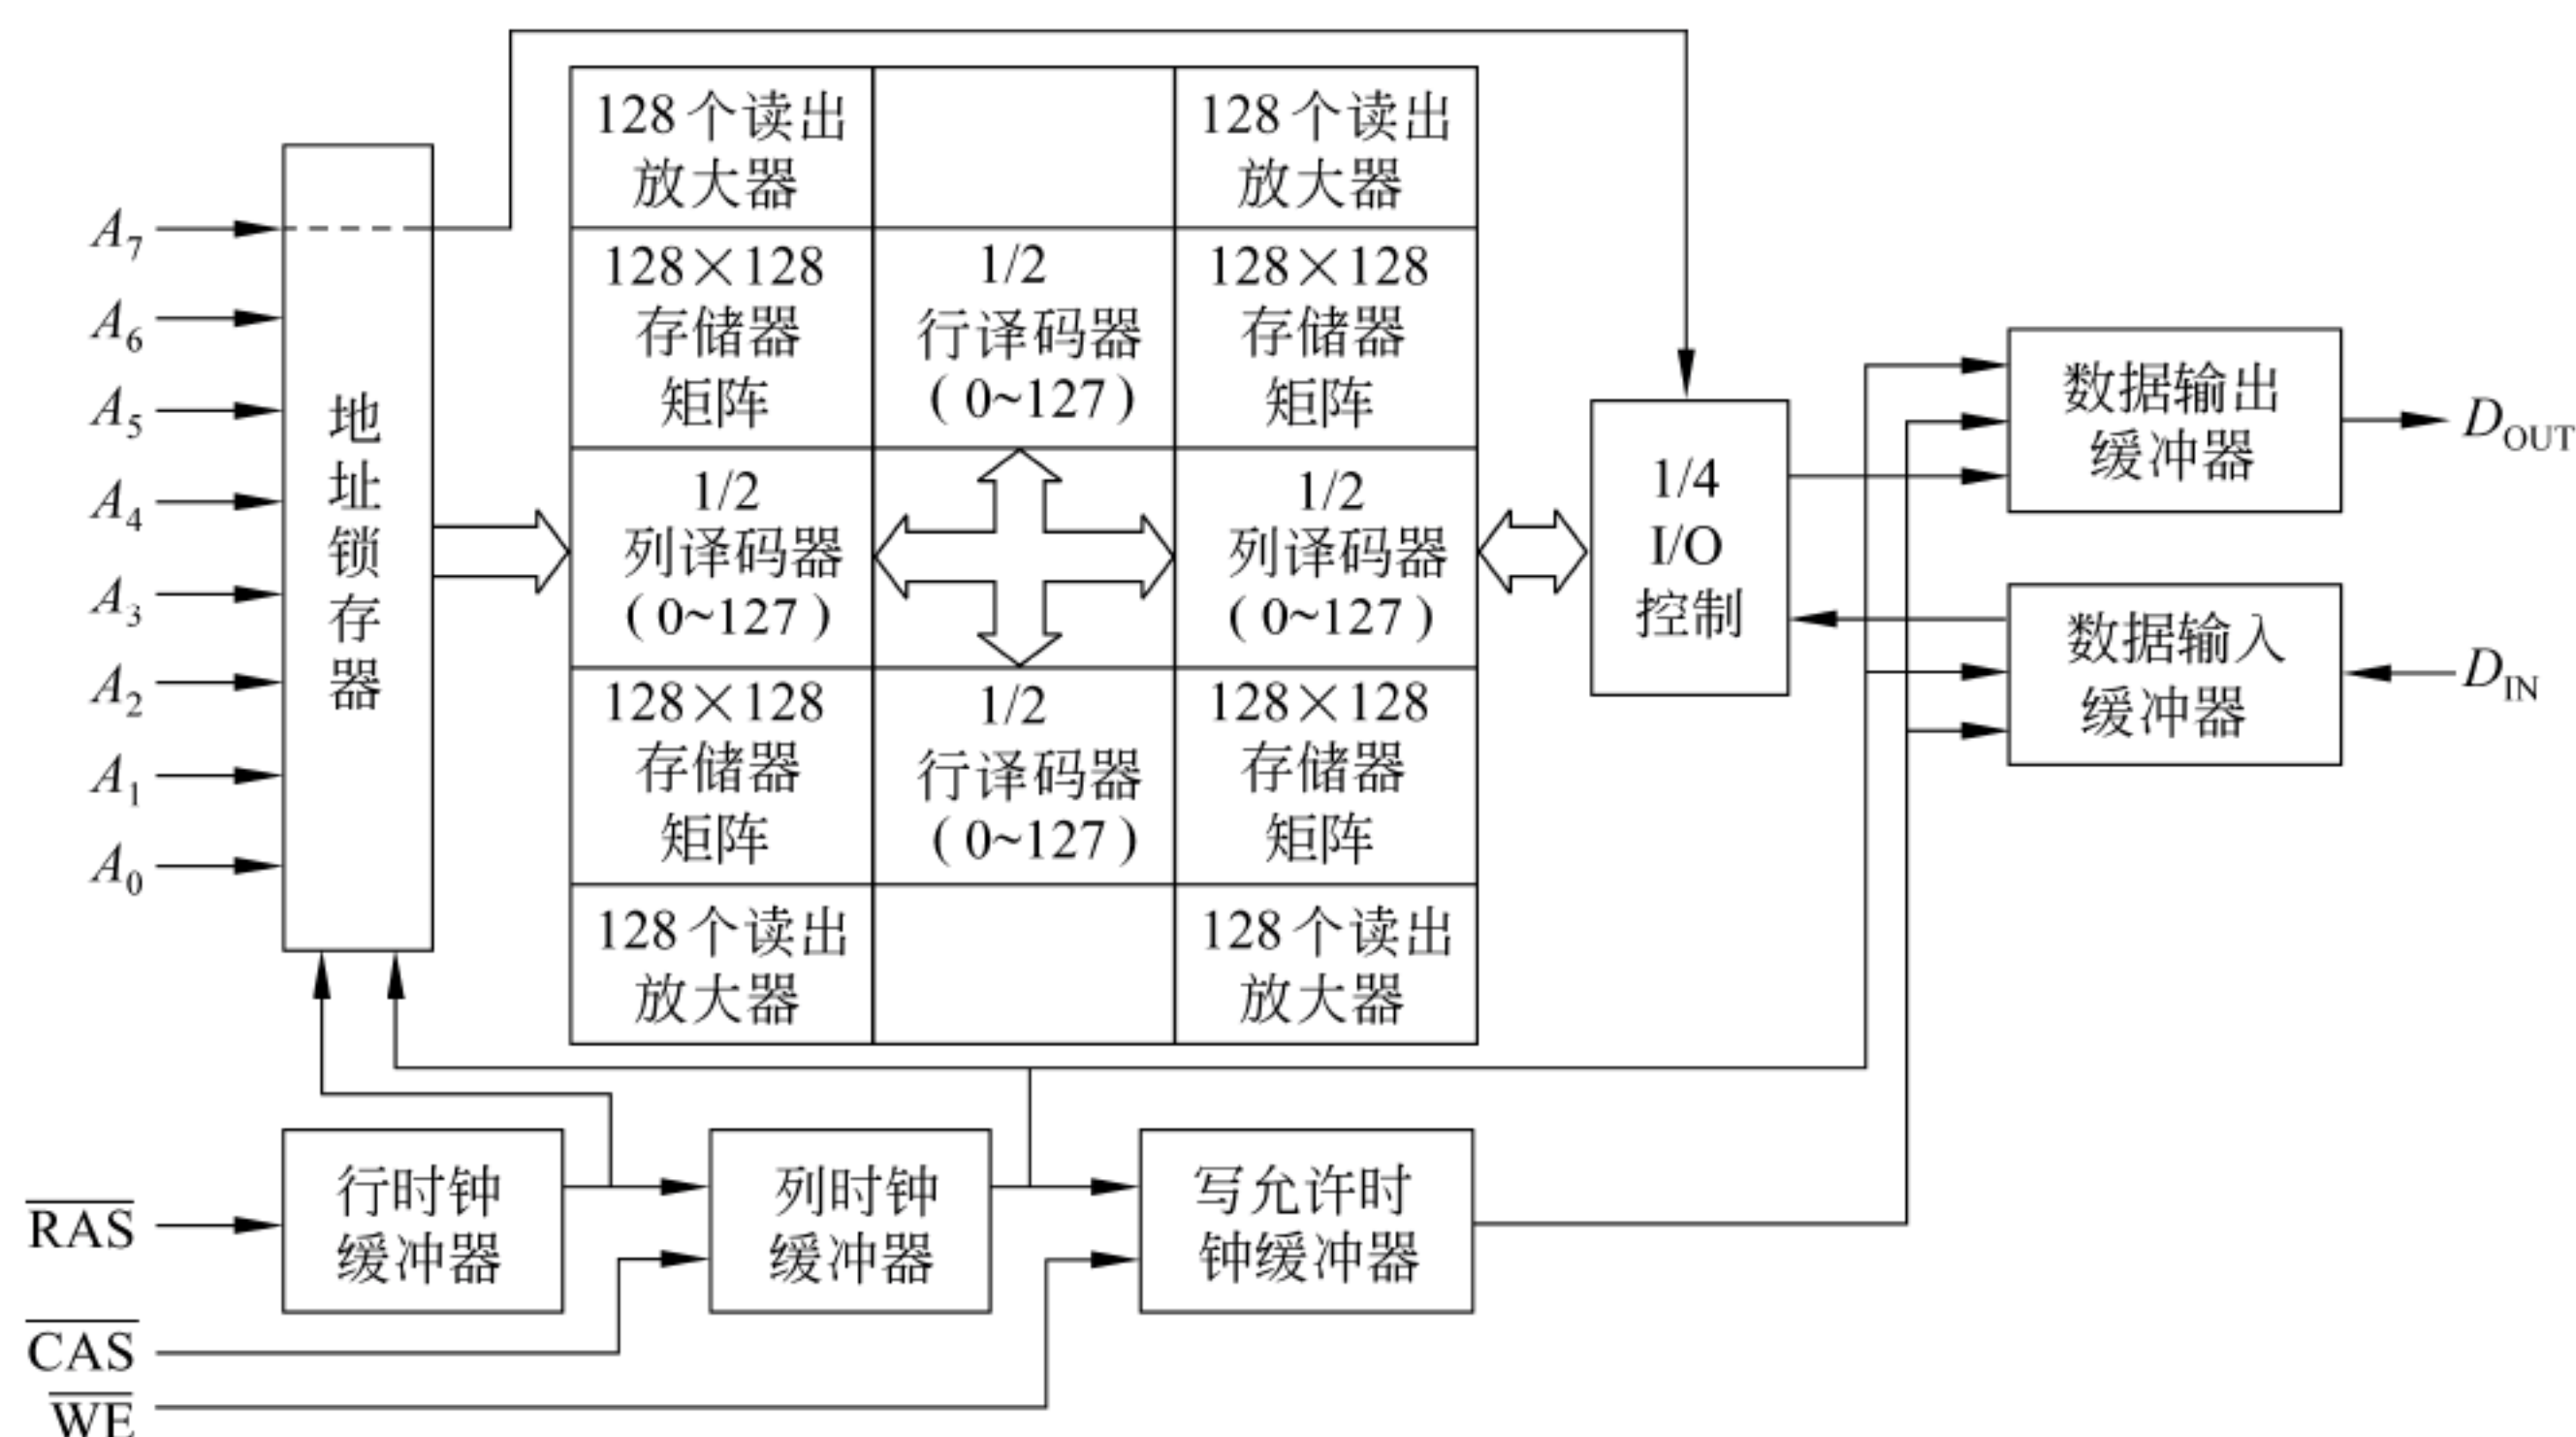 A7
A6
A5
A4
A3
A2
A1
A0
地
址
锁
存
器
128个读出
放大器
128个读出
放大器
128×128
存储器
矩阵
1/2
行译码器
(0~127)
128×128
存储器
矩阵
1/2
列译码器
(0~127)
1/2
列译码器
(0~127)
128×128
存储器
矩阵
1/2
行译码器
(0~127)
128×128
存储器
矩阵
128个读出
放大器
128个读出
放大器
1/4
I/O
控制
数据输出
缓冲器
DOUT
数据输入
缓冲器
DIN
RAS
行时钟
缓冲器
列时钟
缓冲器
写允许时
钟缓冲器
CAS
WE